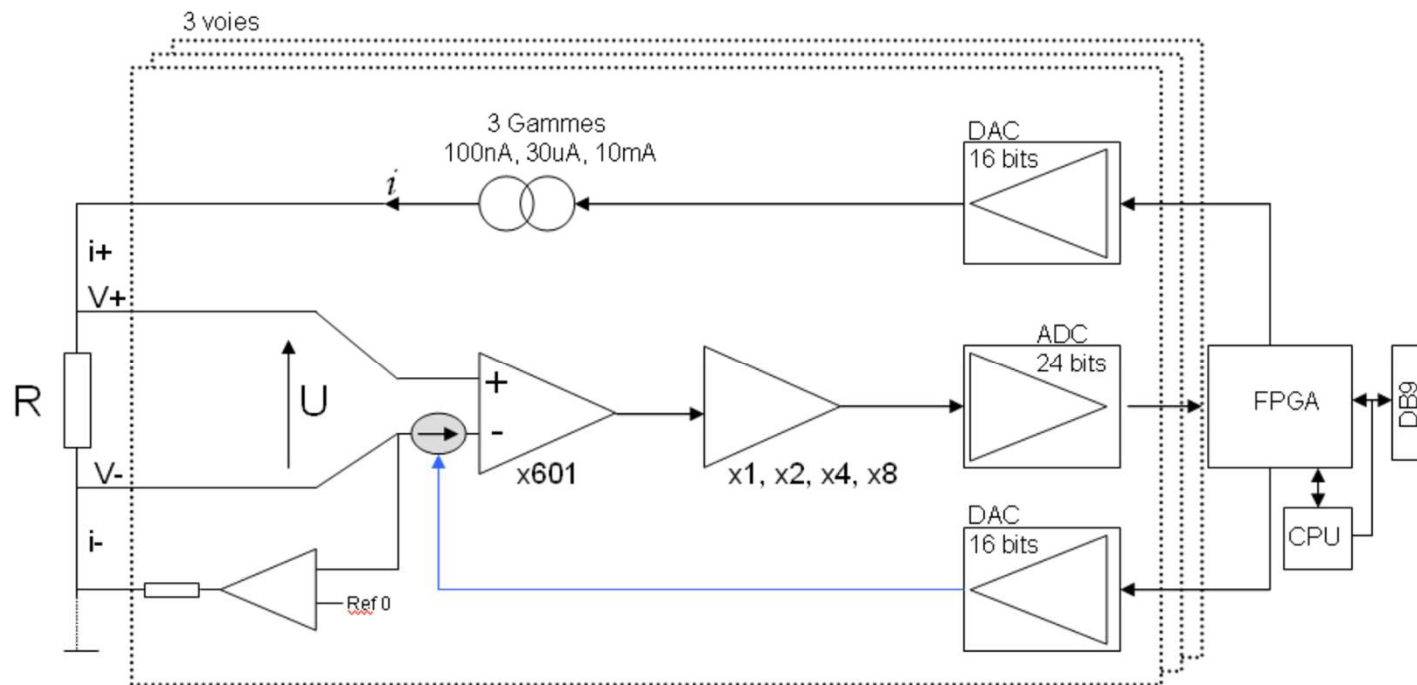 3 voies
3 Gammes
100nA, 30uA, 10mA
DAC
16 bits
i
i+
V+
ADC
24 bits
FPGA
DB9
R
U
+
-
x601
x1, x2, x4, x8
V-
DAC
16 bits
CPU
i-
Ref 0